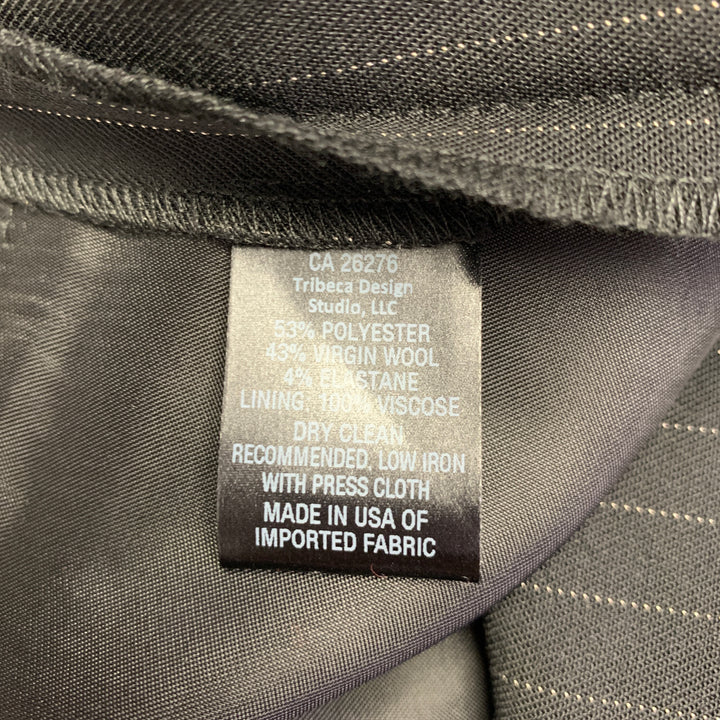 CA 26276
Tribeca Design
Studio, LLC
53% POLYESTER
43% VIRGIN WOOL
4% ELASTANE
LINING: 100% VISCOSE
DRY CLEAN
RECOMMENDED, LOW IRON
WITH PRESS CLOTH
MADE IN USA OF
IMPORTED FABRIC